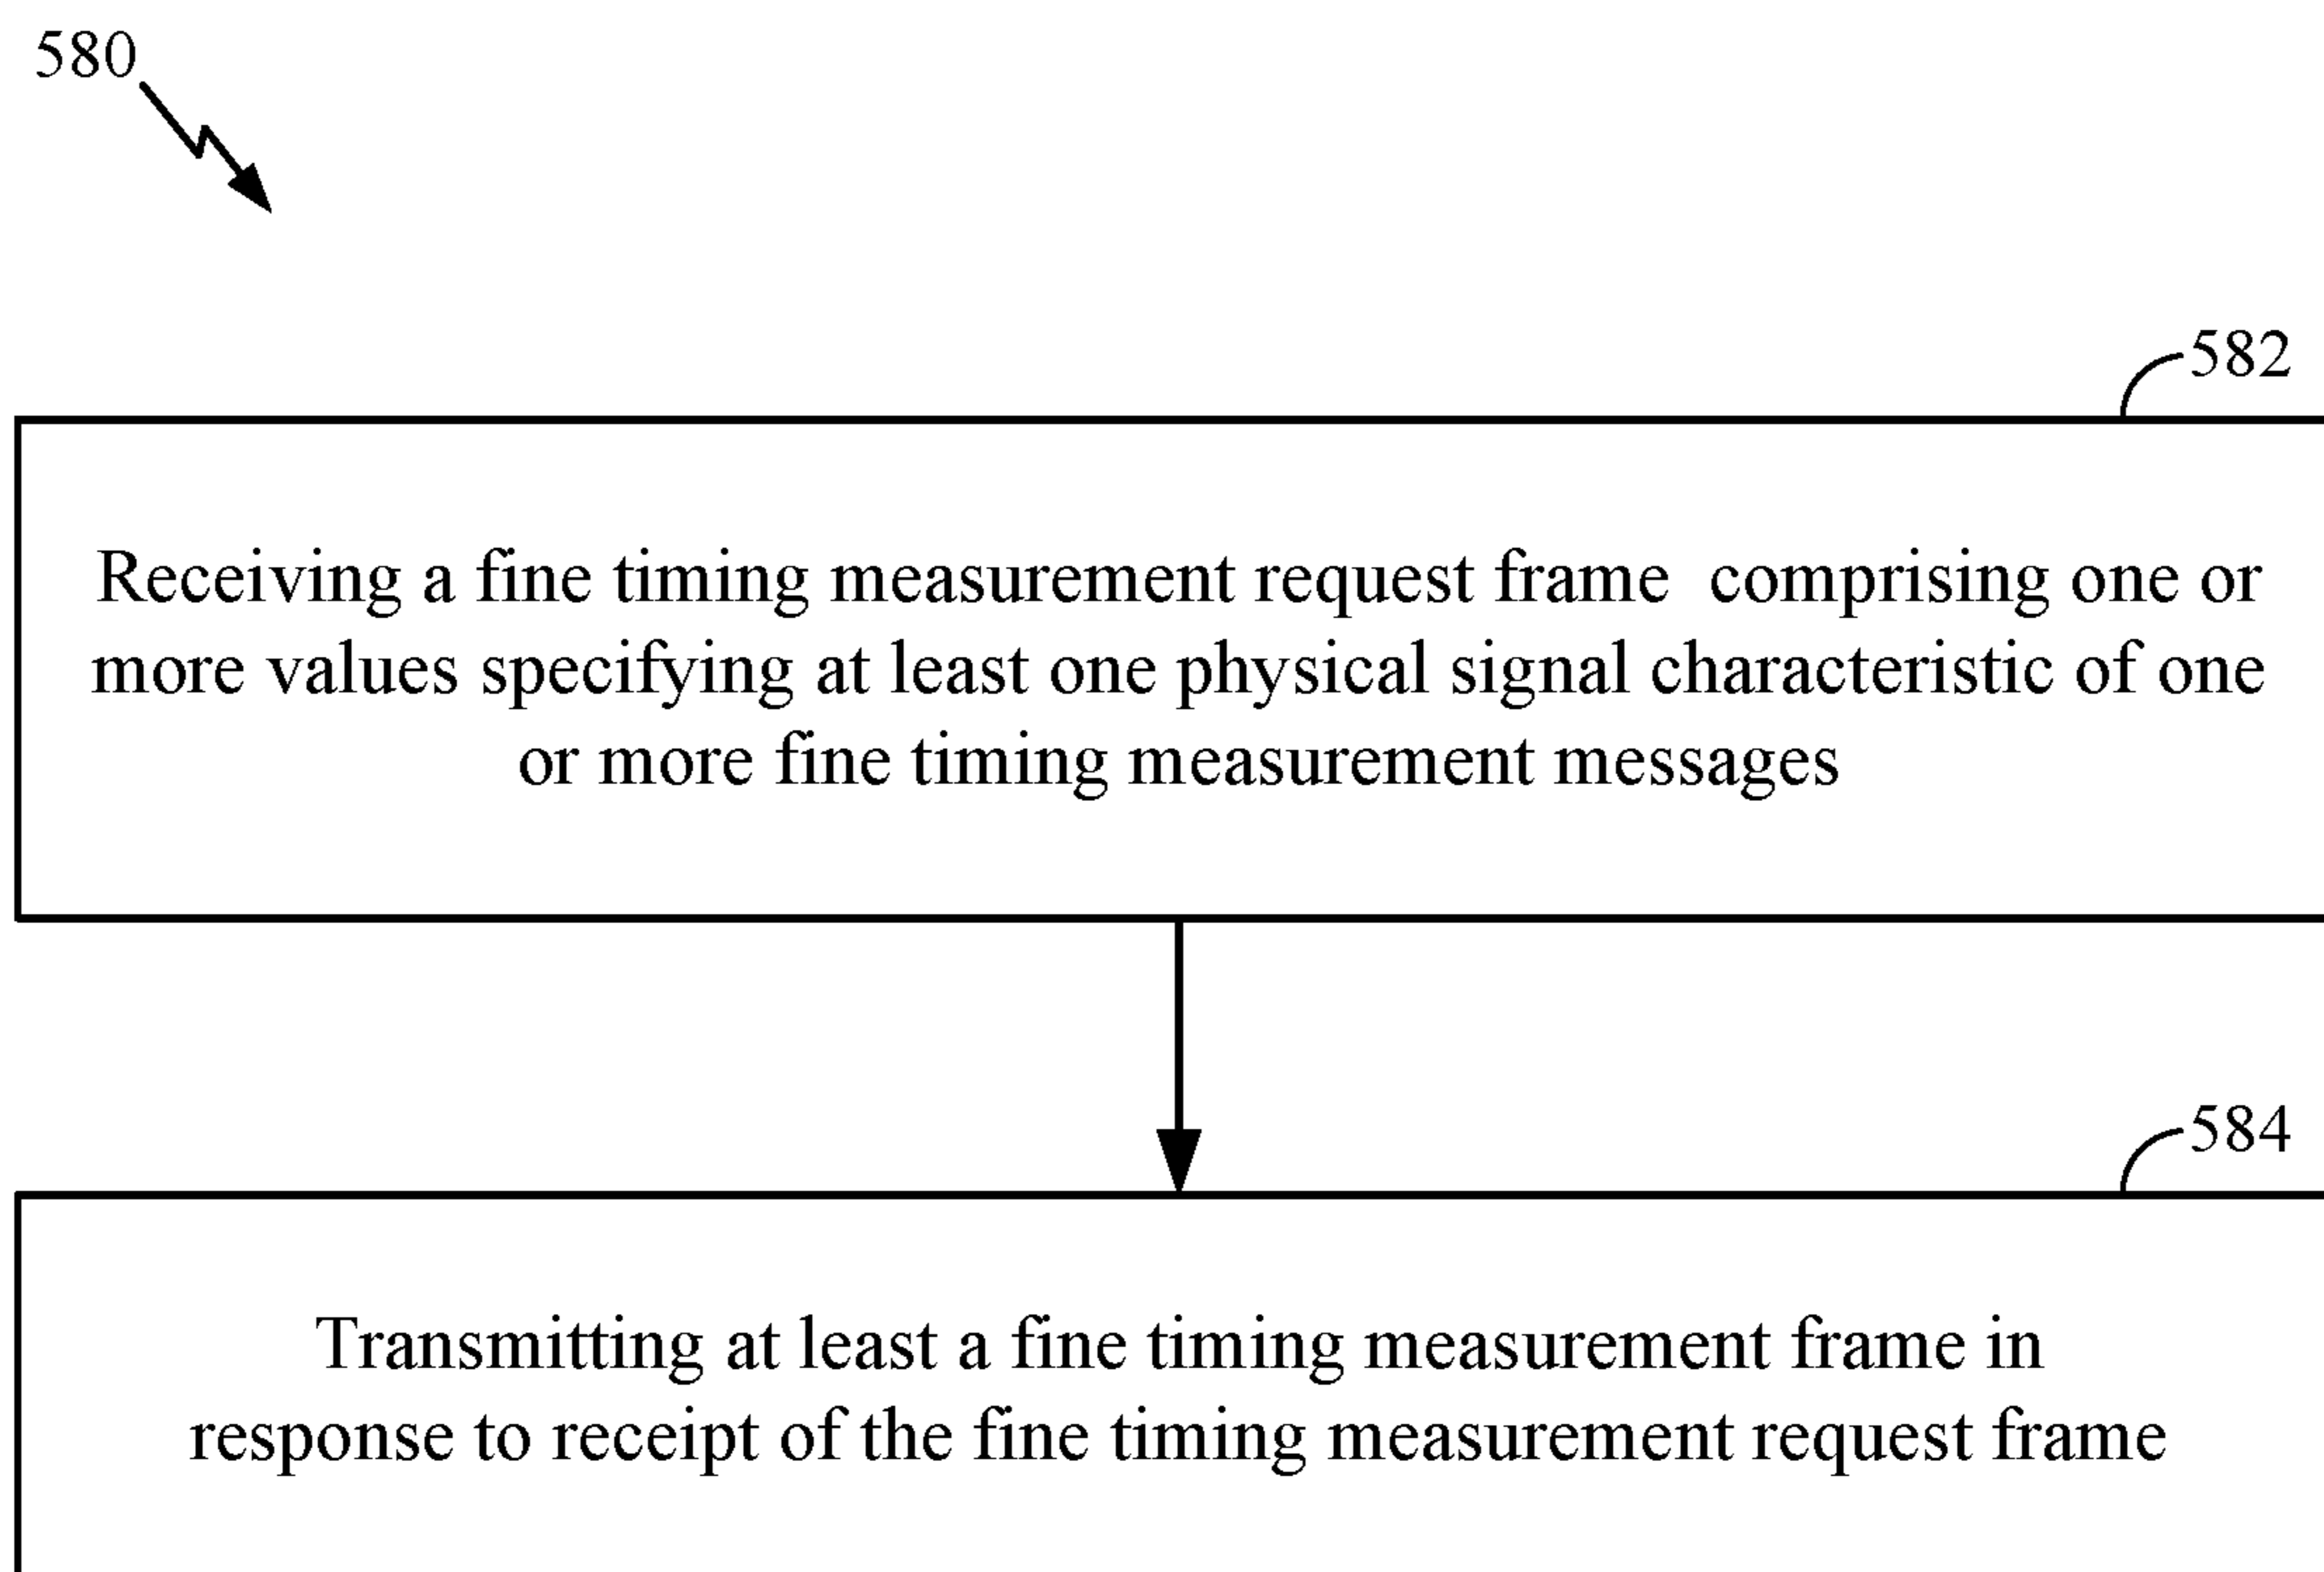 580
582
Receiving a fine timing measurement request frame comprising one or
more values specifying at least one physical signal characteristic of one
or more fine timing measurement messages
584
Transmitting at least a fine timing measurement frame in
response to receipt of the fine timing measurement request frame